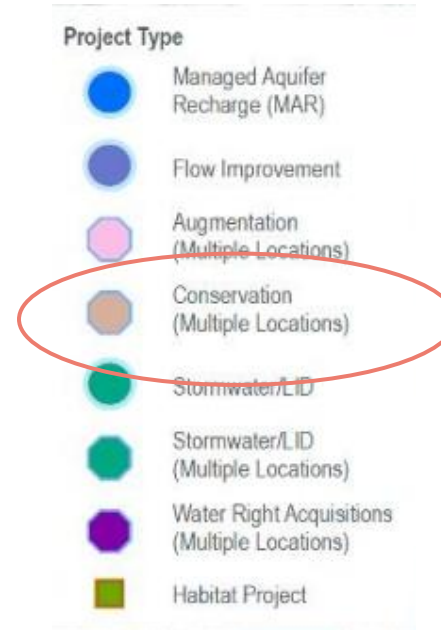 Project Type
Managed Aquifer
Recharge (MAR)
Flow Improvement
Augmentation
(Multiple Locations)
Conservation
(Multiple Locations)
Stormwater/LID
Stormwater/LID
(Multiple Locations)
Water Right Acquisitions
(Multiple Locations)
Habitat Project